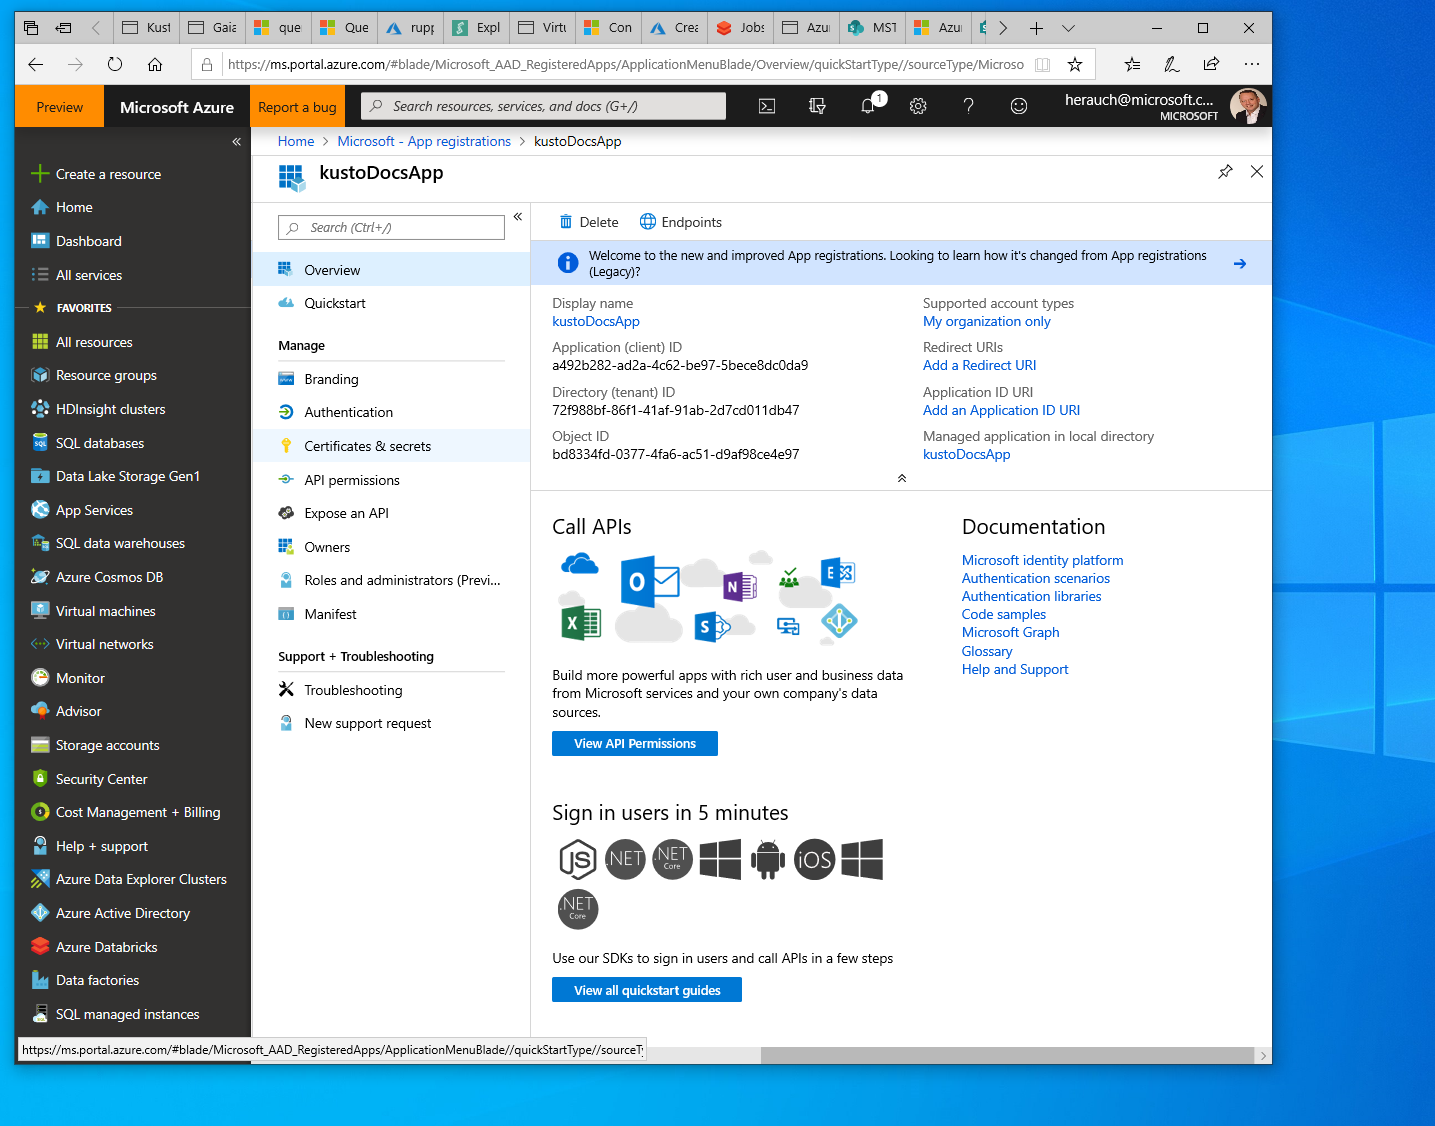 Kust
Gaia
que
Que
rupp
Expl
Virtu
Con
Crea
Jobs
Azur
MST
Azur
https://ms.portal.azure.com/#blade/Microsoft_AAD_RegisteredApps/ApplicationMenuBlade/Overview/quickStartType//sourceType/Microso
Preview
Microsoft Azure
Report a bug
Search resources, services, and docs (G+/)
1
herauch@microsoft.c...
MICROSOFT
«
Create a resource
Home
Dashboard
All services
FAVORITES
All resources
Resource groups
HDInsight clusters
SQL databases
Data Lake Storage Gen1
App Services
SQL data warehouses
Azure Cosmos DB
Virtual machines
Virtual networks
Monitor
Advisor
Storage accounts
Security Center
Cost Management + Billing
Help + support
Azure Data Explorer Clusters
Azure Active Directory
Azure Databricks
Data factories
SQL managed instances
https://ms.portal.azure.com/#blade/Microsoft_AAD_RegisteredApps/ApplicationMenuBlade//quickStartType//sourceT
Home > Microsoft - App registrations > kustoDocsApp
kustoDocsApp
Search (Ctrl+/)
«
Overview
Quickstart
Manage
Branding
Authentication
Certificates & secrets
API permissions
Expose an API
Owners
Roles and administrators (Previ...
Manifest
Support + Troubleshooting
Troubleshooting
New support request
Delete
Endpoints
Welcome to the new and improved App registrations. Looking to learn how it's changed from App registrations
(Legacy)?
Display name
kustoDocsApp
Application (client) ID
a492b282-ad2a-4c62-be97-5bece8dc0da9
Directory (tenant) ID
72f988bf-86f1-41af-91ab-2d7cd011db47
Object ID
bd8334fd-0377-4fa6-ac51-d9af98ce4e97
Supported account types
My organization only
Redirect URIs
Add a Redirect URI
Application ID URI
Add an Application ID URI
Managed application in local directory
kustoDocsApp
Call APIs
Build more powerful apps with rich user and business data
from Microsoft services and your own company's data
sources.
View API Permissions
Documentation
Microsoft identity platform
Authentication scenarios
Authentication libraries
Code samples
Microsoft Graph
Glossary
Help and Support
Sign in users in 5 minutes
JS
.NET
.NET
Core
iOS
.NET
Core
Use our SDKs to sign in users and call APIs in a few steps
View all quickstart guides